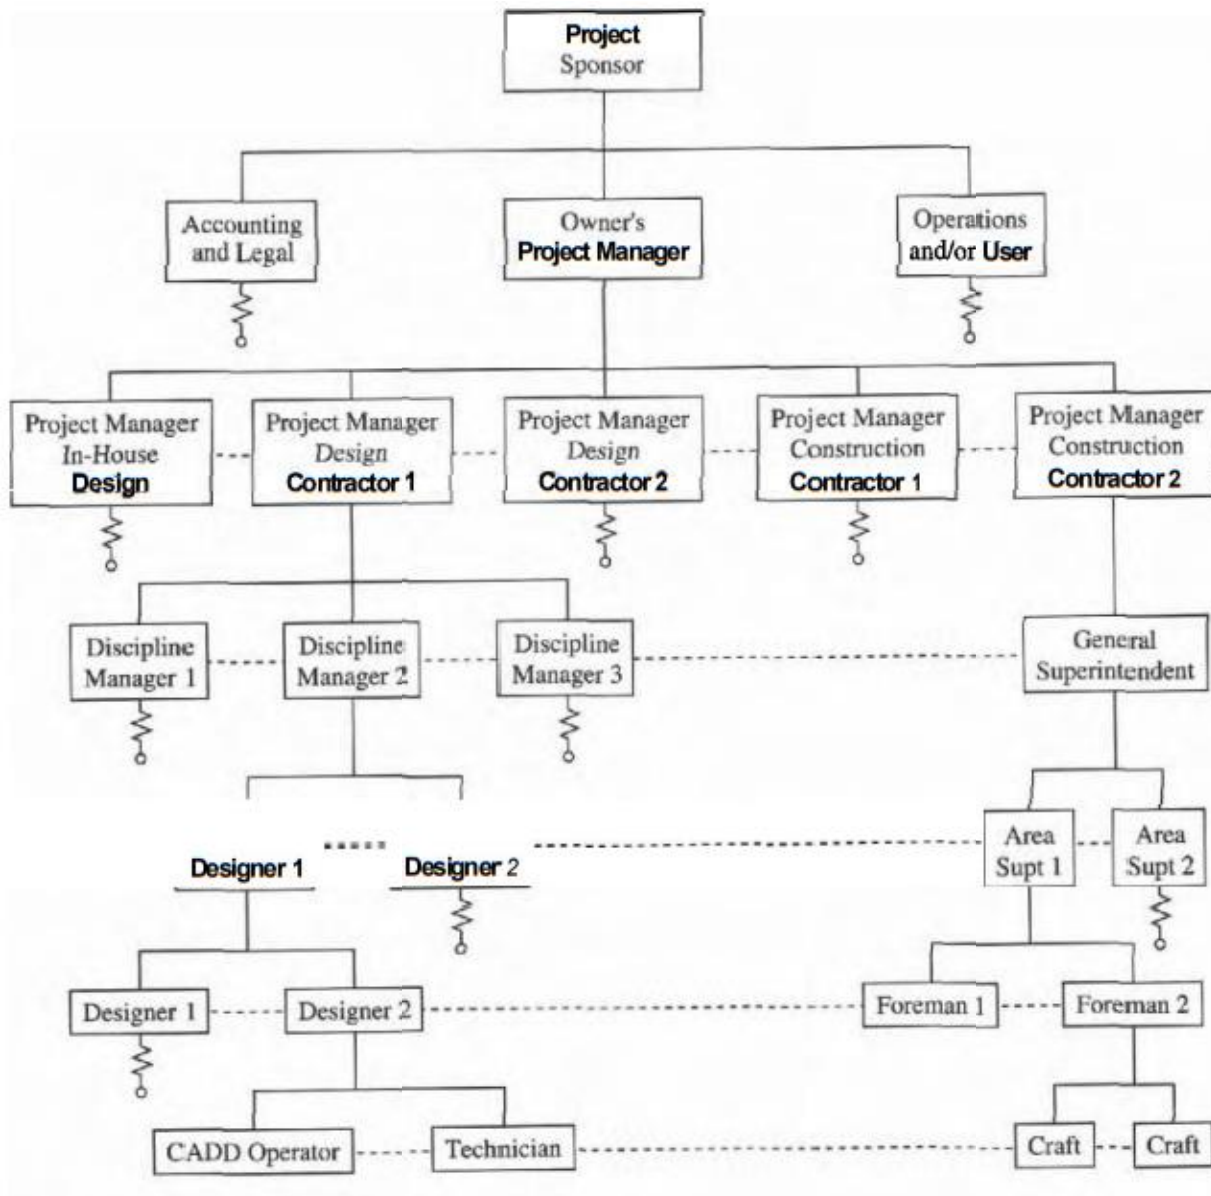 Project
Sponsor
Accounting
and Legal
Owner's
Project Manager
Operations
and/or User
Project Manager
In-House
Design
Project Manager
Design
Contractor 1
Project Manager
Design
Contractor 2
Project Manager
Construction
Contractor 1
Project Manager
Construction
Contractor 2
Discipline
Manager 1
Discipline
Manager 2
Discipline
Manager 3
General
Superintendent
Designer 1
Designer 2
Area
Supt 1
Area
Supt 2
Designer 1
Designer 2
Foreman 1
Foreman 2
CADD Operator
Technician
Craft
Craft